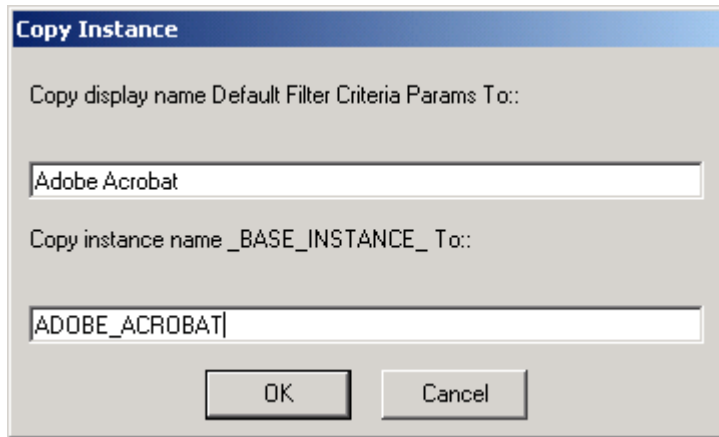 Copy Instance
Copy display name Default Filter Criteria Params To::
Adobe Acrobat
Copy instance name _BASE_INSTANCE_ To::
ADOBE_ACROBAT
OK Cancel